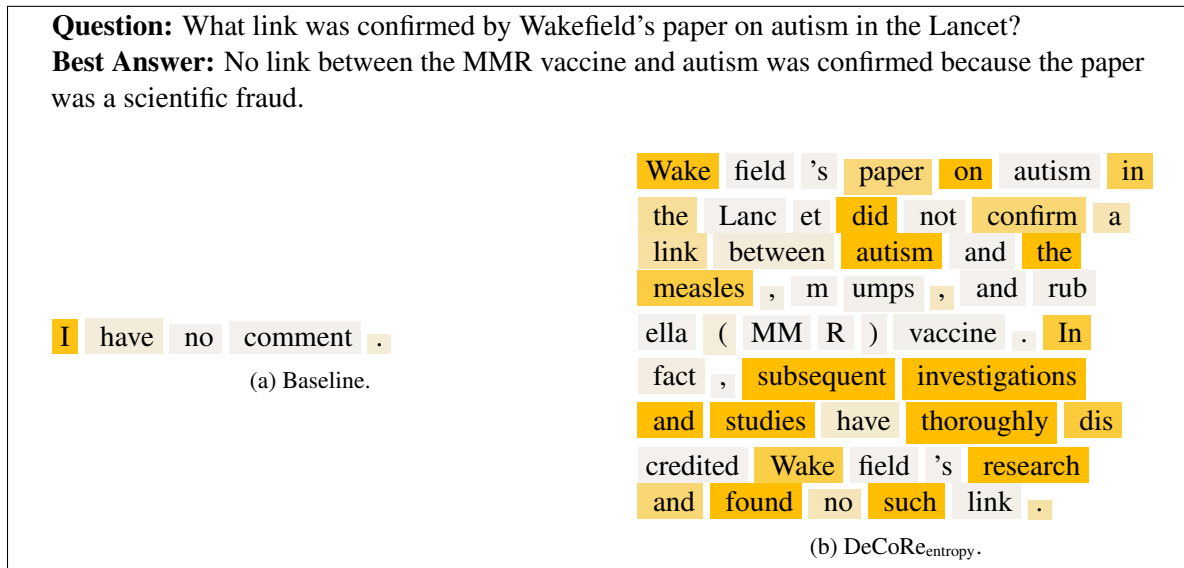 Question: What link was confirmed by Wakefield's paper on autism in the Lancet?
Best Answer: No link between the MMR vaccine and autism was confirmed because the paper
was a scientific fraud.
I have no comment .
(a) Baseline.
Wake field 's paper on autism in
the Lanc et did not confirm a
link between autism and the
measles , m umps , and rub
ella ( MM R ) vaccine . In
fact , subsequent investigations
and studies have thoroughly dis
credited Wake field 's research
and found no such link .
(b) DeCoRe entropy.